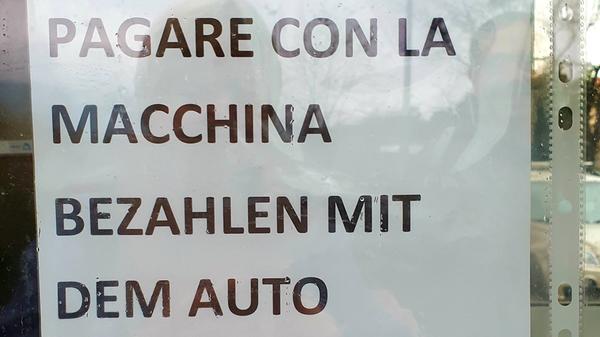 PAGARE CON LA
MACCHINA
BEZAHLEN MIT
DEM AUTO